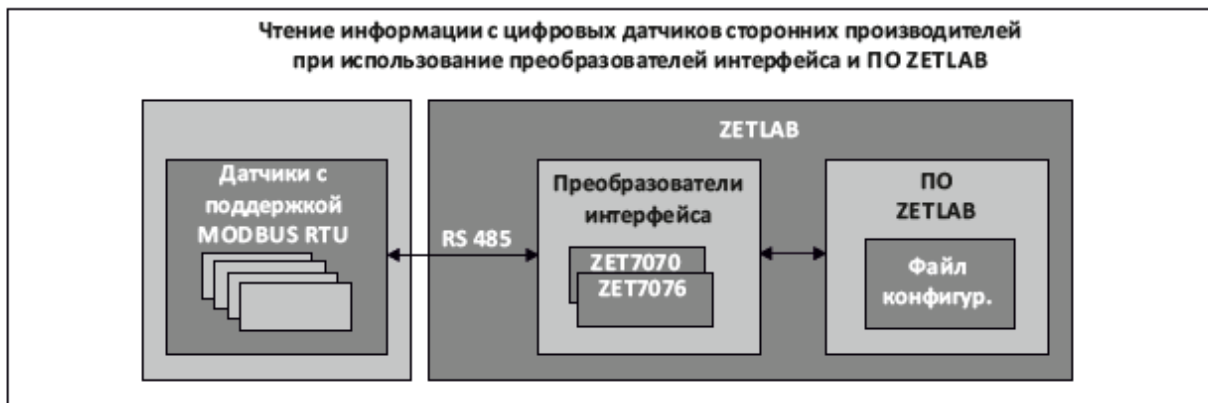 Чтение информации с цифровых датчиков сторонних производителей
при использование преобразователей интерфейса и ПО ZETLAB
ZETLAB
Датчики с
поддержкой
MODBUS RTU
RS 485
Преобразователи
интерфейса
ZET7070
ZET7076
ПО
ZETLAB
Файл
конфигур.